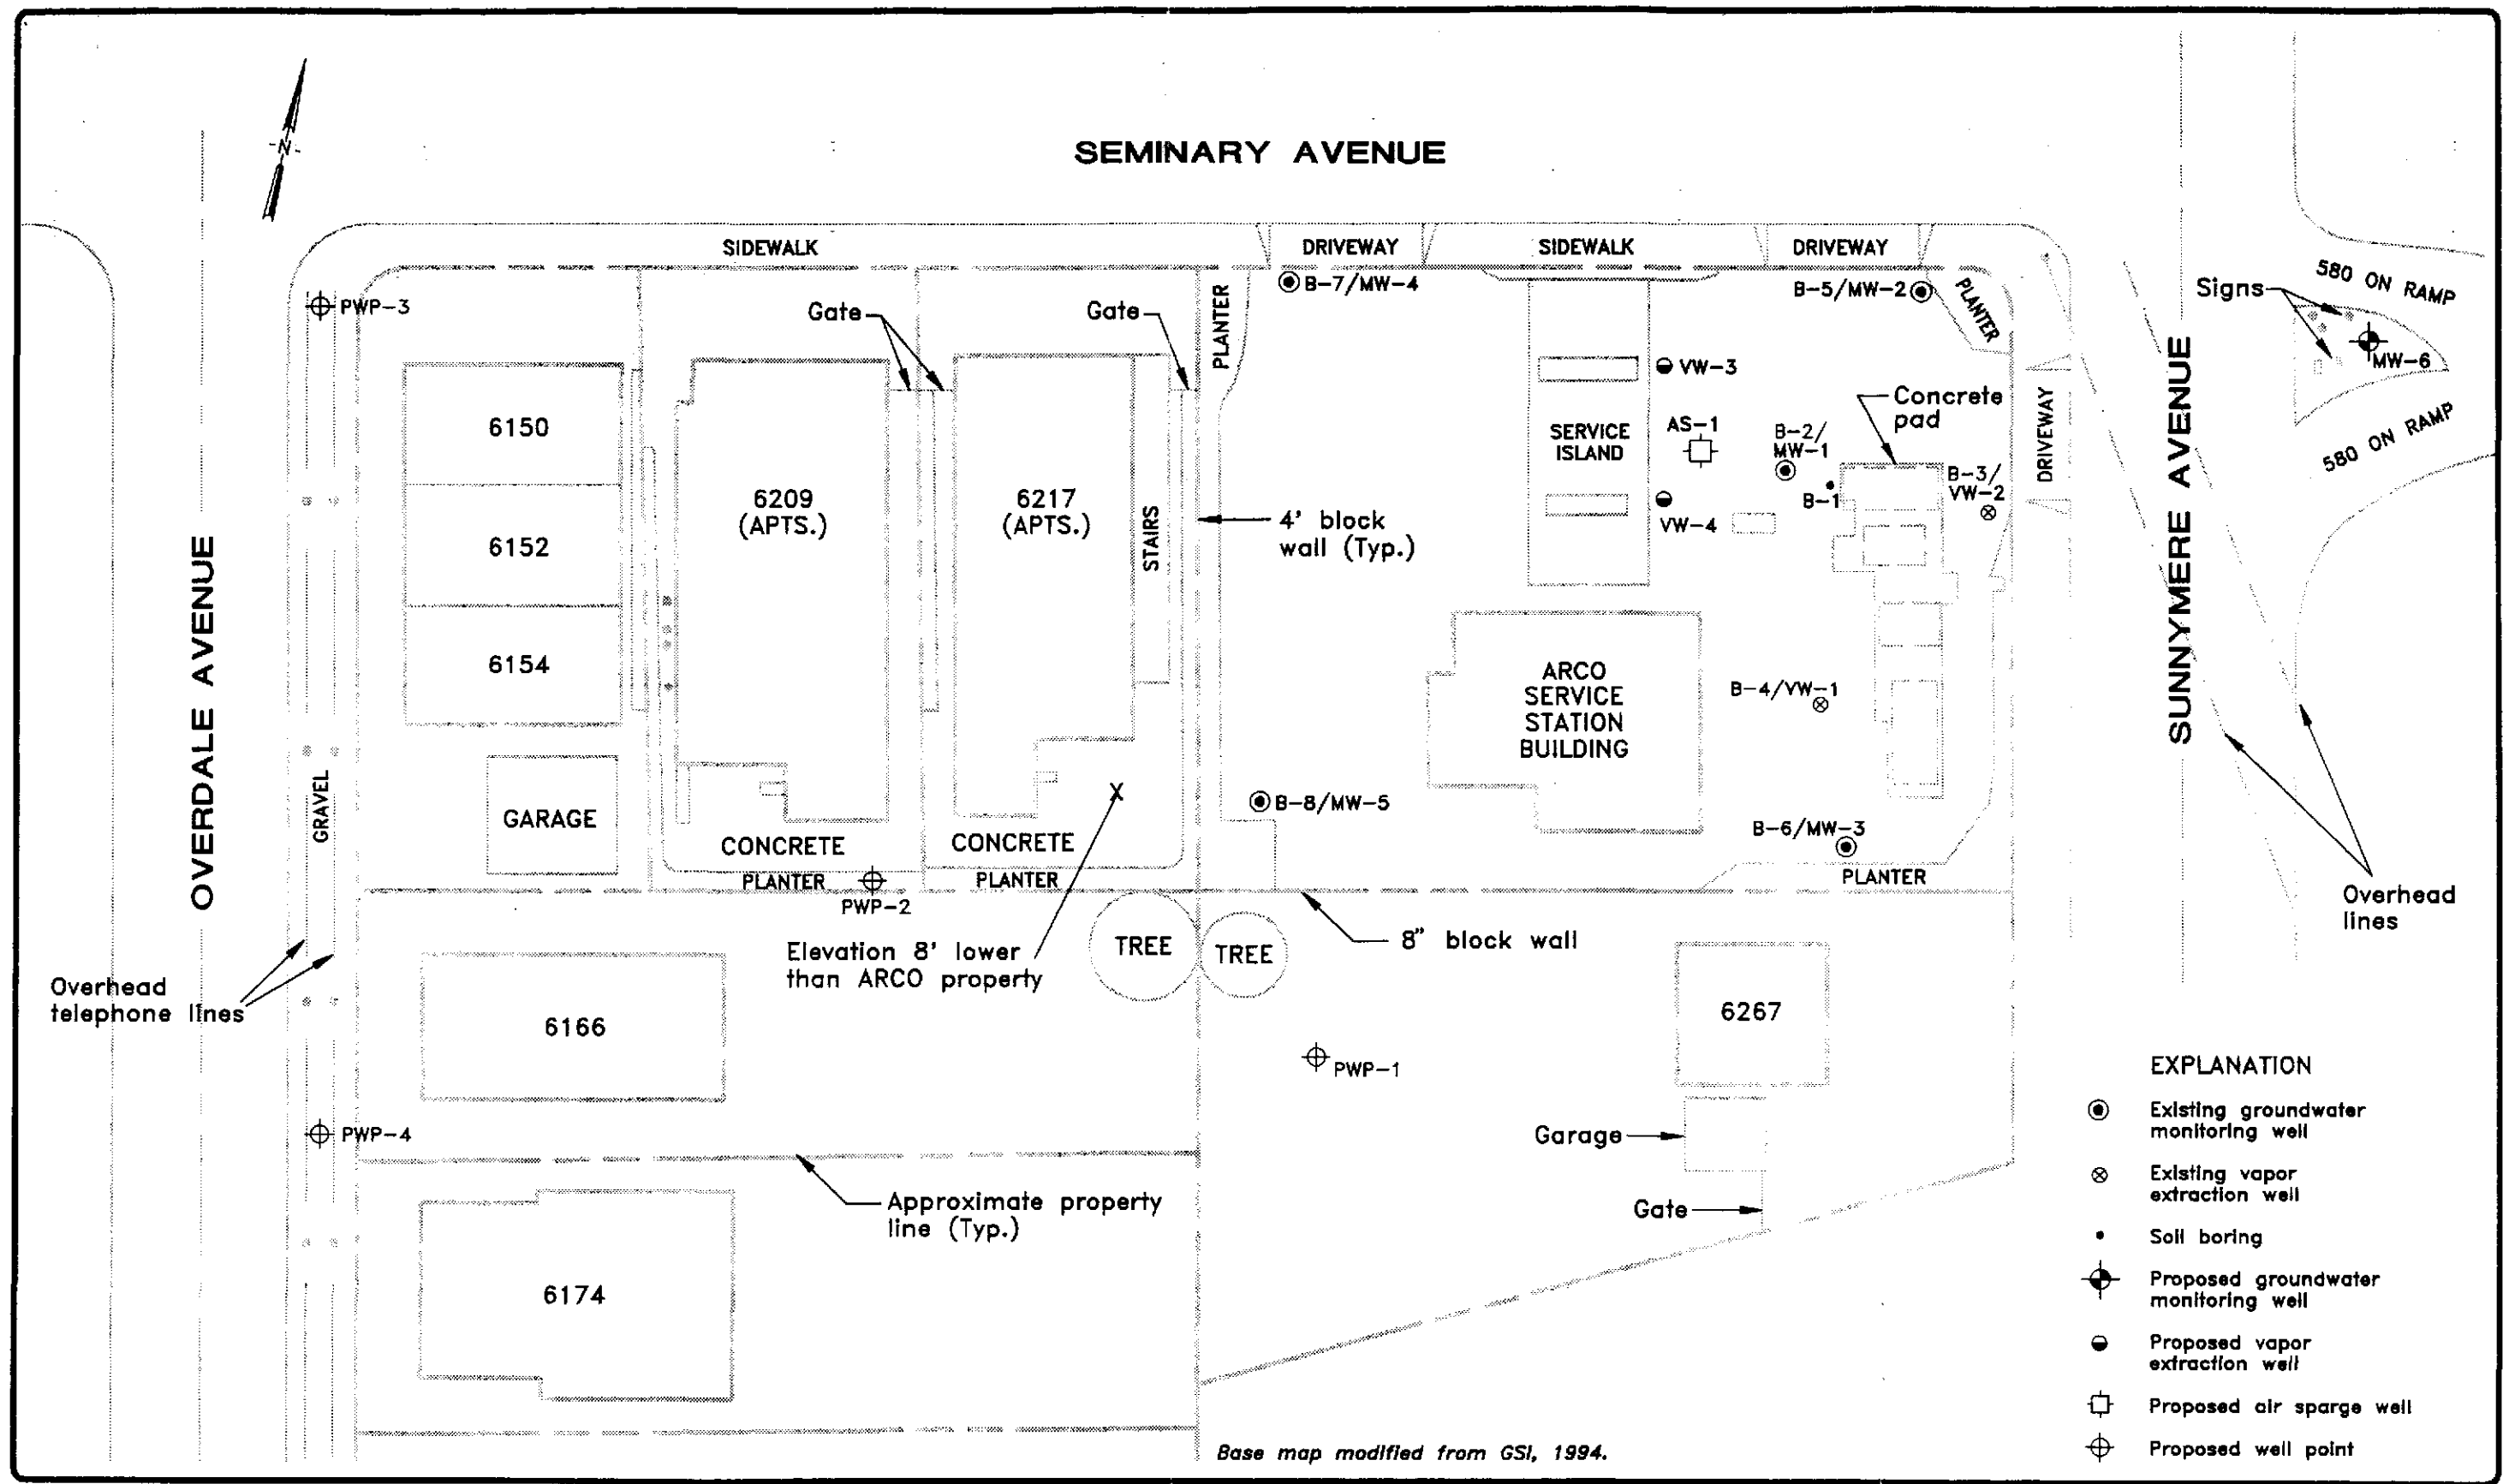 SEMINARY AVENUE
N
SIDEWALK
DRIVEWAY
SIDEWALK
DRIVEWAY
580 ON RAMP
Signs
B-7/MW-4
B-5/MW-2
PLANTER
PLANTER
PWP-3
Gate
Gate
MW-6
VW-3
Concrete
pad
580 ON RAMP
DRIVEWAY
SUNNYMERE AVENUE
6150
SERVICE
ISLAND
AS-1
B-2/
MW-1
B-3/
VW-2
B-1
6209
(APTS.)
6217
(APTS.)
STAIRS
4' block
wall (Typ.)
VW-4
6152
OVERDALE AVENUE
6154
ARCO
SERVICE
STATION
BUILDING
B-4/VW-1
GRAVEL
GARAGE
X
B-8/MW-5
B-6/MW-3
CONCRETE
CONCRETE
PLANTER
PLANTER
PLANTER
PWP-2
Overhead
lines
Elevation 8' lower
than ARCO property
TREE
TREE
8" block wall
Overhead
telephone lines
6166
6267
PWP-1
PWP-4
Garage
Approximate property
line (Typ.)
Gate
6174
EXPLANATION
Existing groundwater
monitoring well
Existing vapor
extraction well
Soil boring
Proposed groundwater
monitoring well
Proposed vapor
extraction well
Proposed air sparge well
Proposed well point
Base map modified from GSI, 1994.